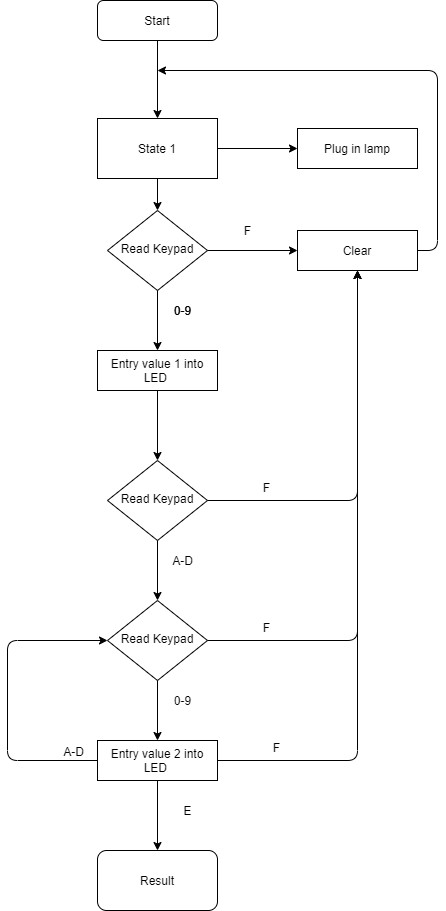 Start
State 1
Plug in lamp
Read Keypad
F
Clear
0-9
Entry value 1 into
LED
Read Keypad
F
A-D
Read Keypad
F
0-9
A-D
Entry value 2 into
LED
F
E
Result